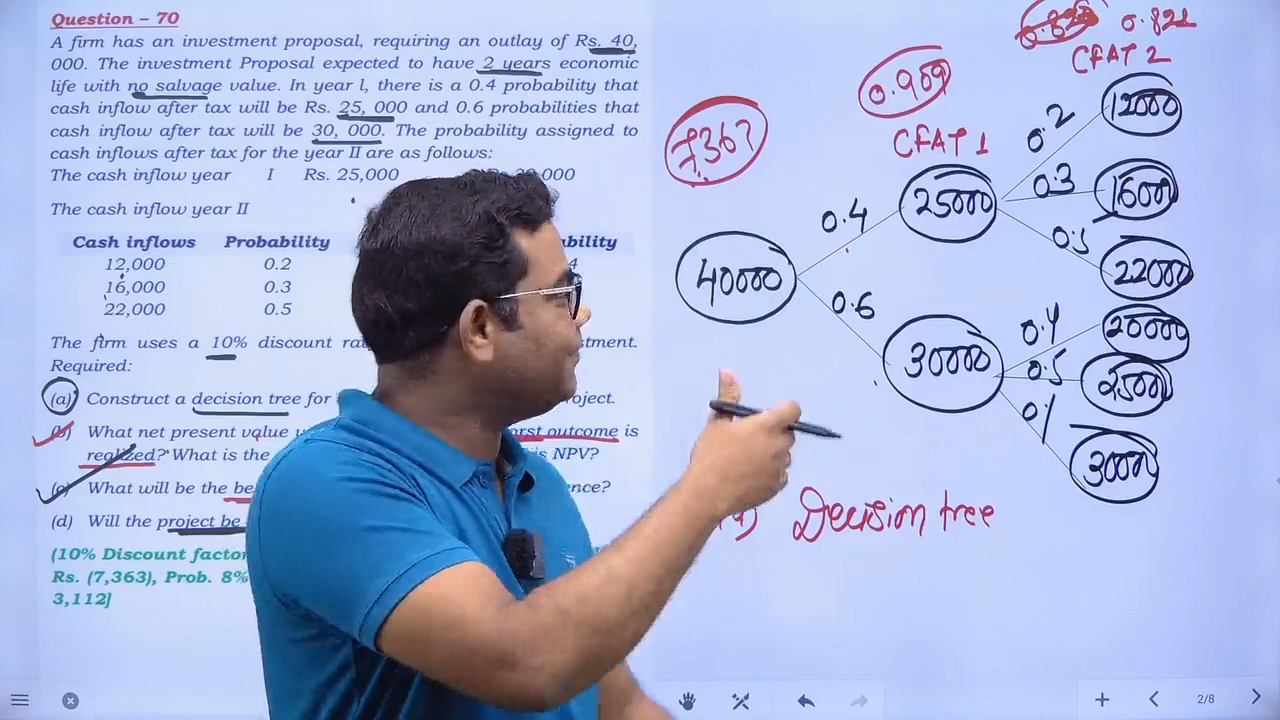 Question – 70
A firm has an investment proposal, requiring an outlay of Rs. 40,
000. The investment Proposal expected to have 2 years economic
life with no salvage value. In year l, there is a 0.4 probability that
cash inflow after tax will be Rs. 25, 000 and 0.6 probabilities that
cash inflow after tax will be 30, 000. The probability assigned to
cash inflows after tax for the year II are as follows:
The cash inflow year I Rs. 25,000
The cash inflow year II
Cash inflows Probability
12,000 0.2
16,000 0.3
22,000 0.5
The firm uses a 10% discount
Required:
(a) Construct a decision tree for
(b) What net present value outcome is
realized? What is the NPV?
What will be the
(d) Will the project be
(10% Discount
Rs. (7,363), Prob. 8%
3,112]
0.821
CFAT 2
0.909
CFAT 1
7363
40000
0.4
0.6
25000
30000
0.2
0.3
0.5
12000
16000
22000
0.4
0.5
0.1
20000
25000
30000
Decision tree
2/8